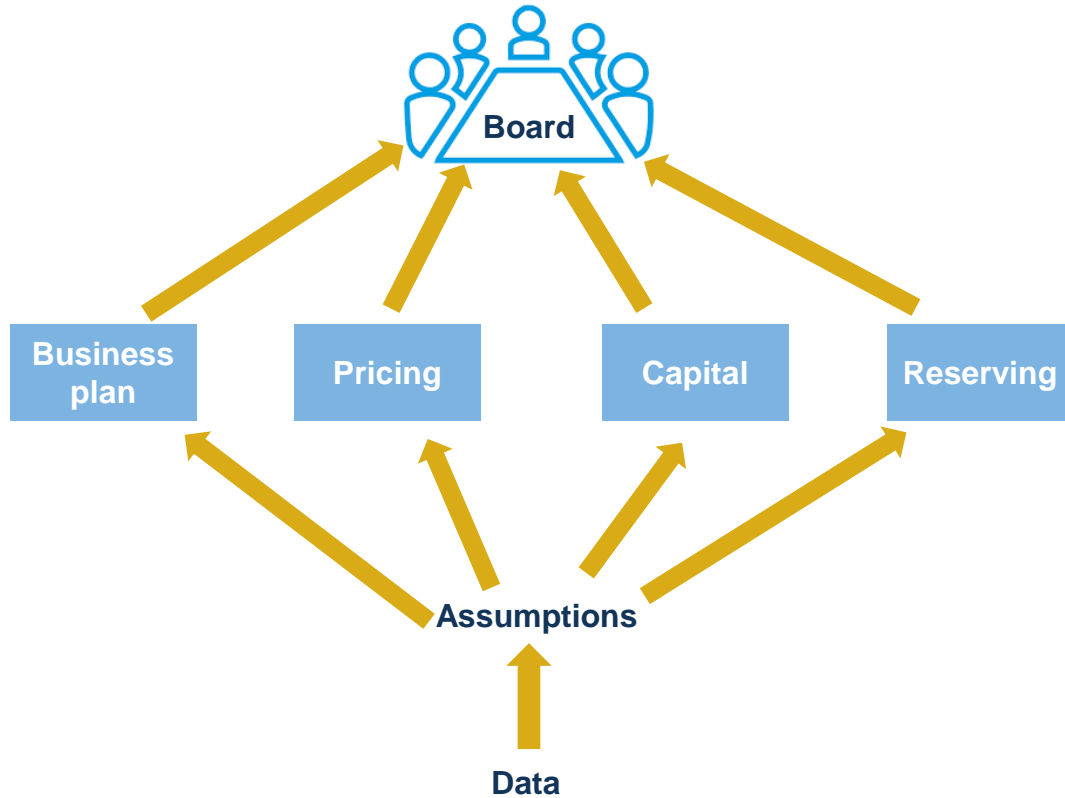 Board
Business
plan
Pricing
Capital
Reserving
Assumptions
Data